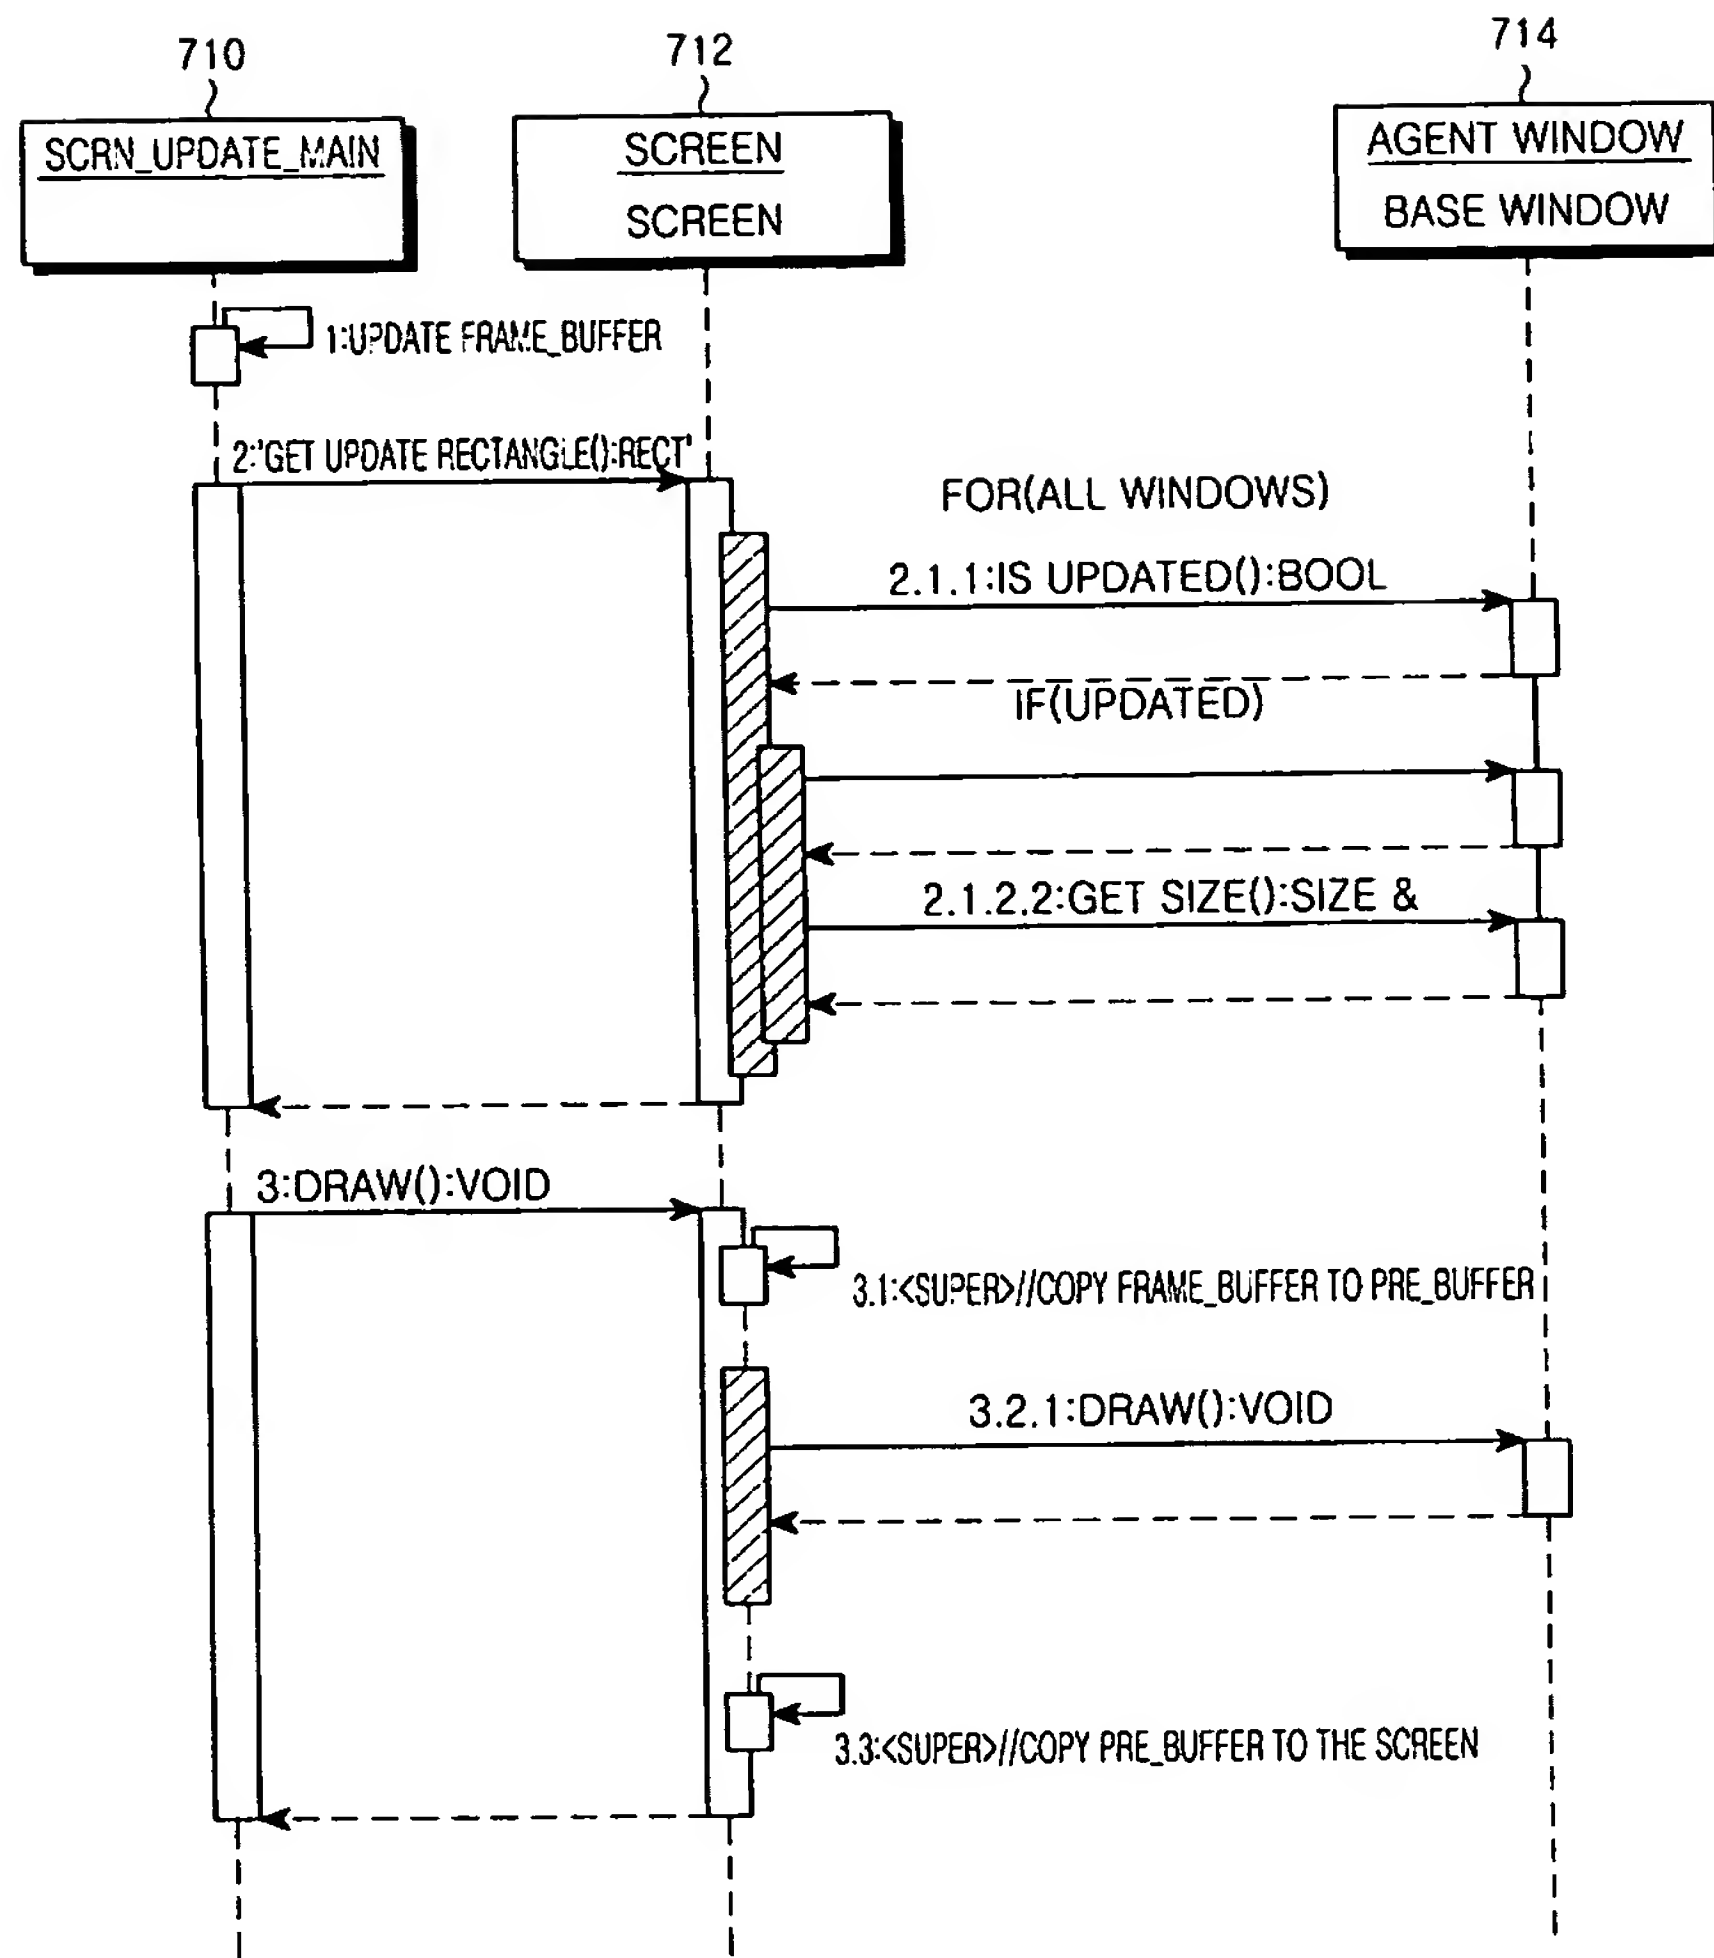 710
712
714
SCRN_UPDATE_MAIN
SCREEN
SCREEN
AGENT WINDOW
BASE WINDOW
1:UPDATE FRAME_BUFFER
2:'GET UPDATE RECTANGLE():RECT'
FOR(ALL WINDOWS)
2.1.1:IS UPDATED():BOOL
IF(UPDATED)
2.1.2.2:GET SIZE():SIZE &
3:DRAW():VOID
3.1:<SUPER>//COPY FRAME_BUFFER TO PRE_BUFFER
3.2.1:DRAW():VOID
3.3:<SUPER>//COPY PRE_BUFFER TO THE SCREEN